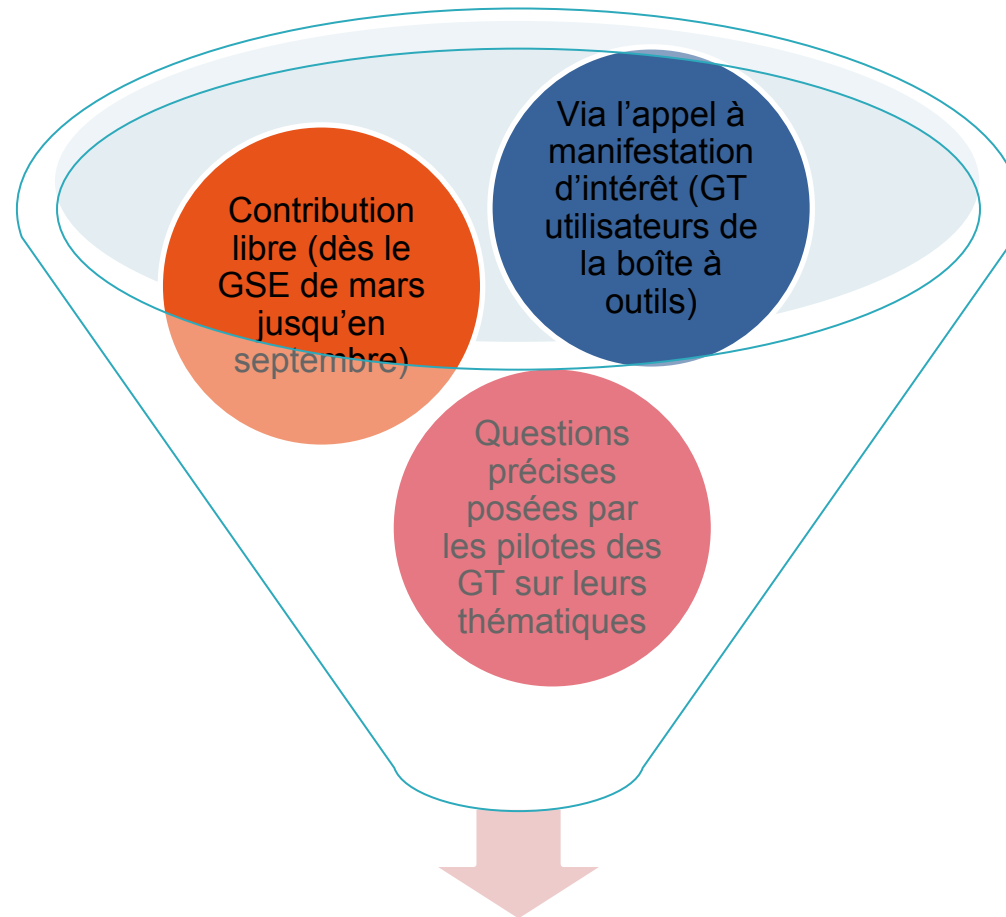 Contribution
libre (dès le
GSE de mars
jusqu’en
septembre)
Via l’appel à
manifestation
d’intérêt (GT
utilisateurs de
la boîte à
outils)
Questions
précises
posées par
les pilotes des
GT sur leurs
thématiques